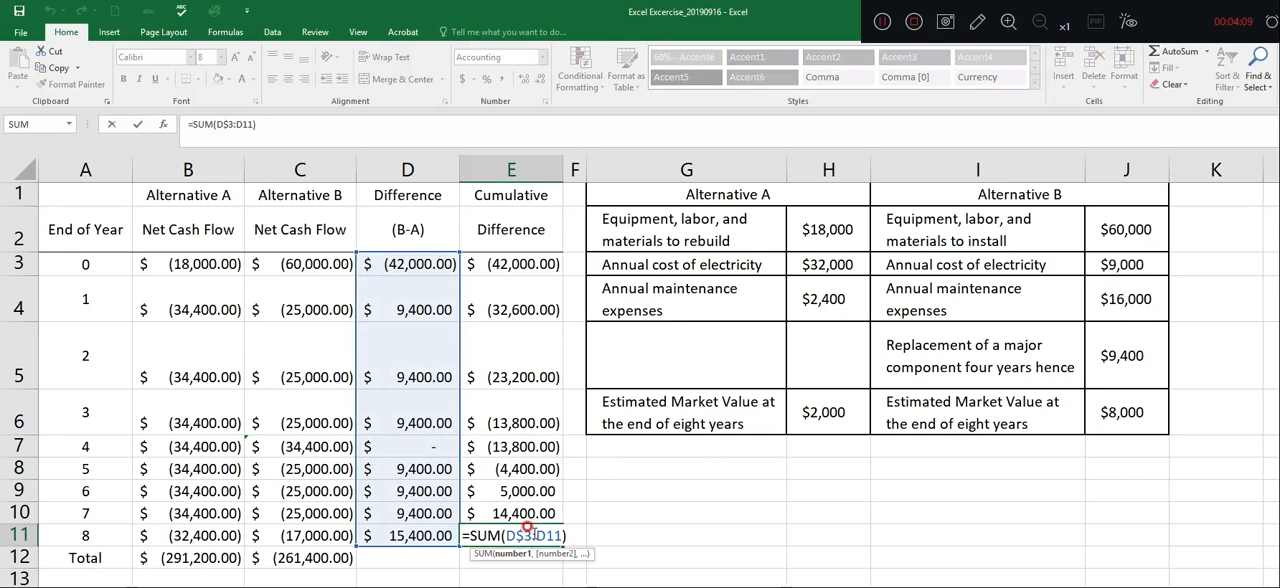 Excel Excercise_20190916 - Excel
x1
PIP
00:04:09
File Home Insert Page Layout Formulas Data Review View Acrobat Tell me what you want to do...
Paste
Cut
Copy
Format Painter
Clipboard
Calibri 8
B I U
Font
Wrap Text
Merge & Center
Alignment
Accounting
$ %
Number
Conditional Formatting
Format as Table
60% - Accent6 Accent1 Accent2 Accent3 Accent4
Accent5 Accent6 Comma Comma [0] Currency
Styles
Insert Delete Format
Cells
AutoSum
Fill
Clear
Sort & Filter
Find & Select
Editing
SUM fx =SUM(D$3:D11)
A B C D E F G H I J K
1 Alternative A Alternative B Difference Cumulative Alternative A Alternative B
2 End of Year Net Cash Flow Net Cash Flow (B-A) Difference Equipment, labor, and materials to rebuild $18,000 Equipment, labor, and materials to install $60,000
3 0 $ (18,000.00) $ (60,000.00) $ (42,000.00) $ (42,000.00) Annual cost of electricity $32,000 Annual cost of electricity $9,000
4 1 $ (34,400.00) $ (25,000.00) $ 9,400.00 $ (32,600.00) Annual maintenance expenses $2,400 Annual maintenance expenses $16,000
5 2 $ (34,400.00) $ (25,000.00) $ 9,400.00 $ (23,200.00) Replacement of a major component four years hence $9,400
6 3 $ (34,400.00) $ (25,000.00) $ 9,400.00 $ (13,800.00) Estimated Market Value at the end of eight years $2,000 Estimated Market Value at the end of eight years $8,000
7 4 $ (34,400.00) $ (34,400.00) $ - $ (13,800.00)
8 5 $ (34,400.00) $ (25,000.00) $ 9,400.00 $ (4,400.00)
9 6 $ (34,400.00) $ (25,000.00) $ 9,400.00 $ 5,000.00
10 7 $ (34,400.00) $ (25,000.00) $ 9,400.00 $ 14,400.00
11 8 $ (32,400.00) $ (17,000.00) $ 15,400.00 =SUM(D$3:D11)
SUM(number1, [number2], ...)
12 Total $ (291,200.00) $ (261,400.00)
13